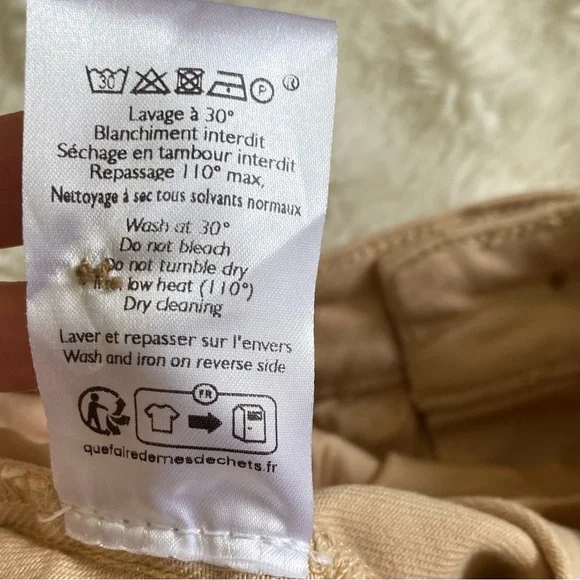 30 P ®
Lavage à 30°
Blanchiment interdit
Séchage en tambour interdit
Repassage 110° max,
Nettoyage à sec tous solvants normaux
Wash at 30°
Do not bleach
Do not tumble dry
low heat (110°)
Dry cleaning
Laver et repasser sur l'envers
Wash and iron on reverse side
FR
quefairedemesdechets.fr